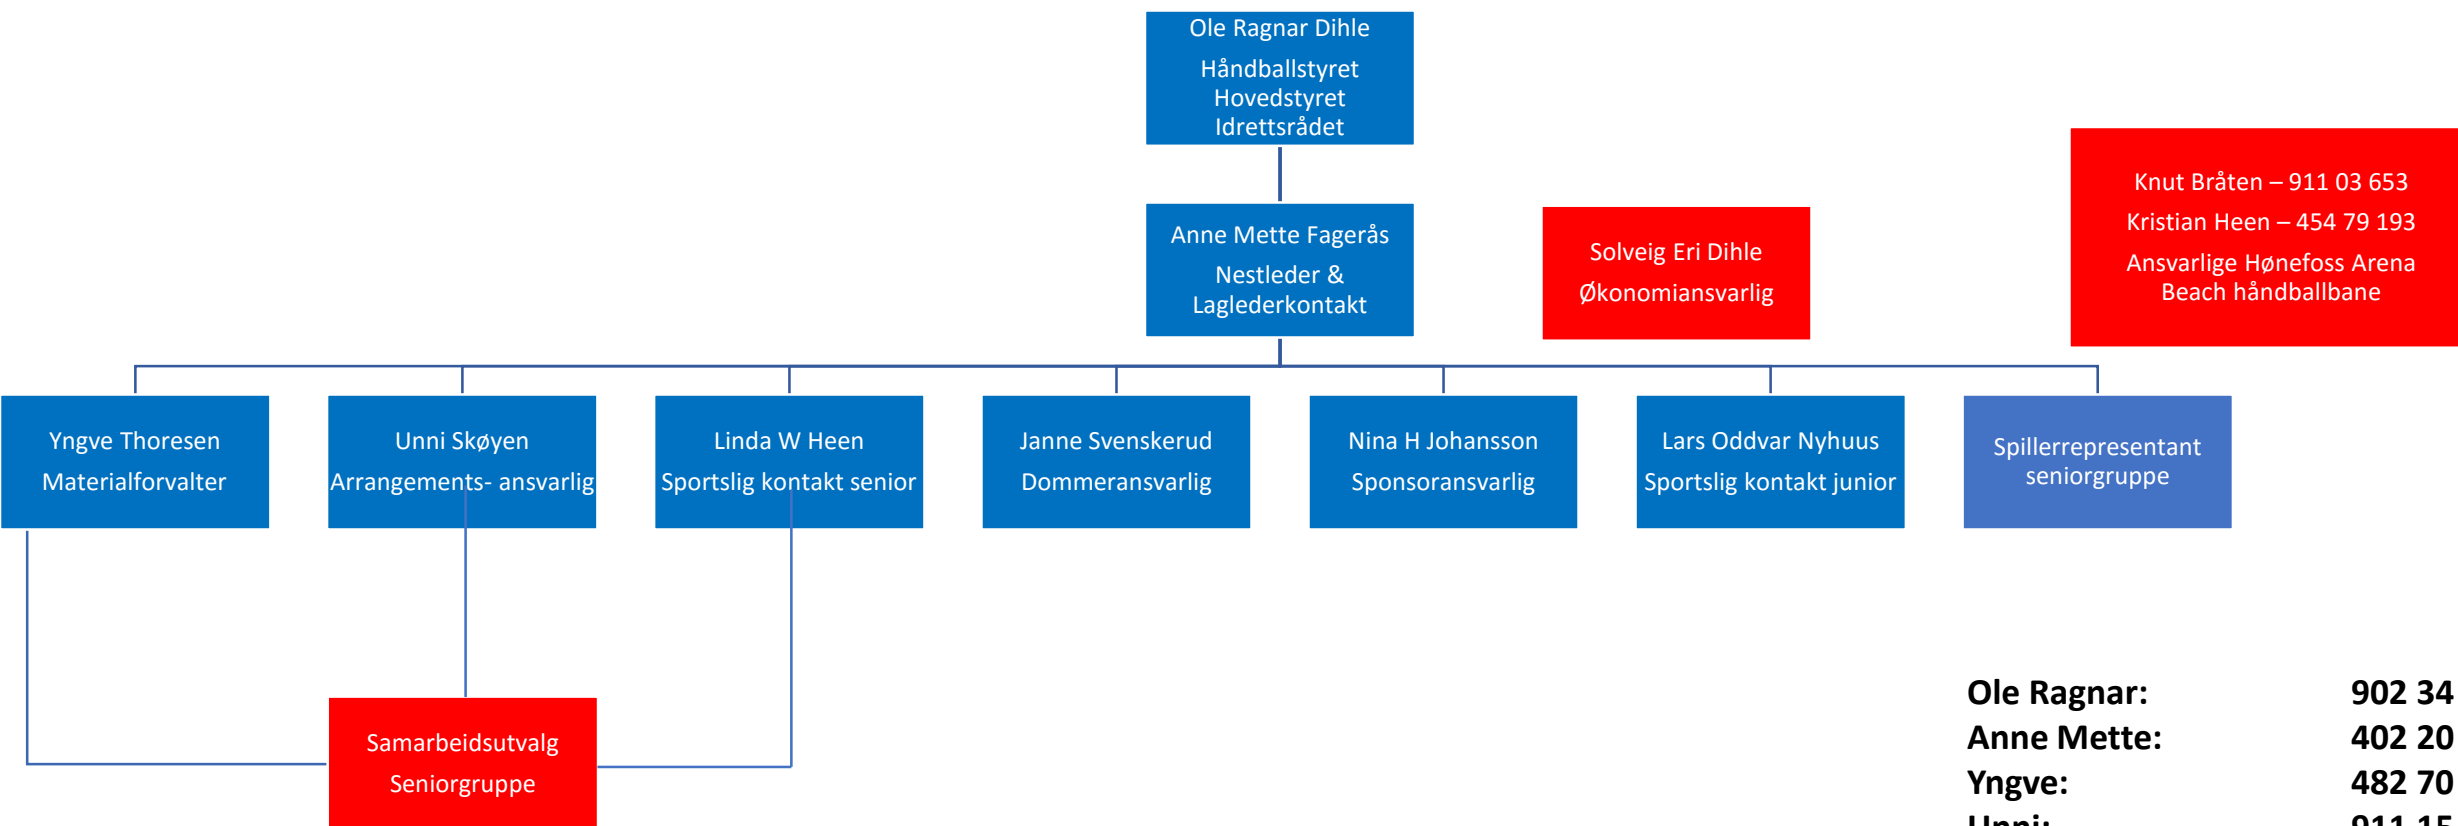 Ole Ragnar Dihle
Håndballstyret
Hovedstyret
Idrettsrådet
Anne Mette Fagerås
Nestleder &
Laglederkontakt
Solveig Eri Dihle
Økonomiansvarlig
Knut Bråten – 911 03 653
Kristian Heen – 454 79 193
Ansvarlige Hønefoss Arena
Beach håndballbane
Yngve Thoresen
Materialforvalter
Unni Skøyen
Arrangements- ansvarlig
Linda W Heen
Sportslig kontakt senior
Janne Svenskerud
Dommeransvarlig
Nina H Johansson
Sponsoransvarlig
Lars Oddvar Nyhuus
Sportslig kontakt junior
Spillerrepresentant
seniorgruppe
Samarbeidsutvalg
Seniorgruppe
Ole Ragnar: 902 34
Anne Mette: 402 20
Yngve: 482 70
Unni: 911 15